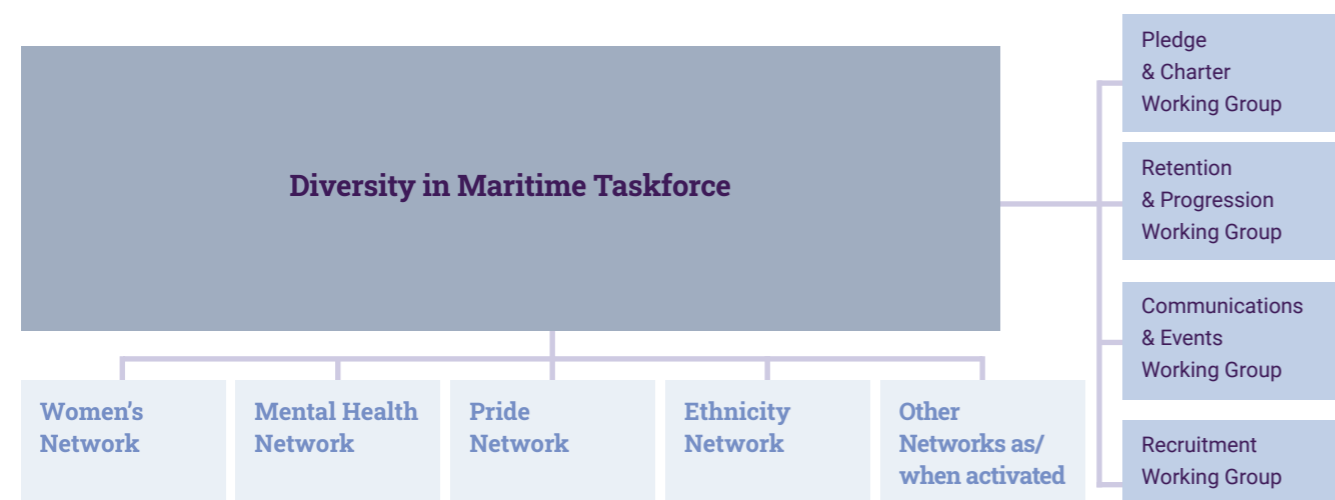 Diversity in Maritime Taskforce
Women’s
Network
Mental Health
Network
Pride
Network
Ethnicity
Network
Other
Networks as/
when activated
Pledge
& Charter
Working Group
Retention
& Progression
Working Group
Communications
& Events
Working Group
Recruitment
Working Group